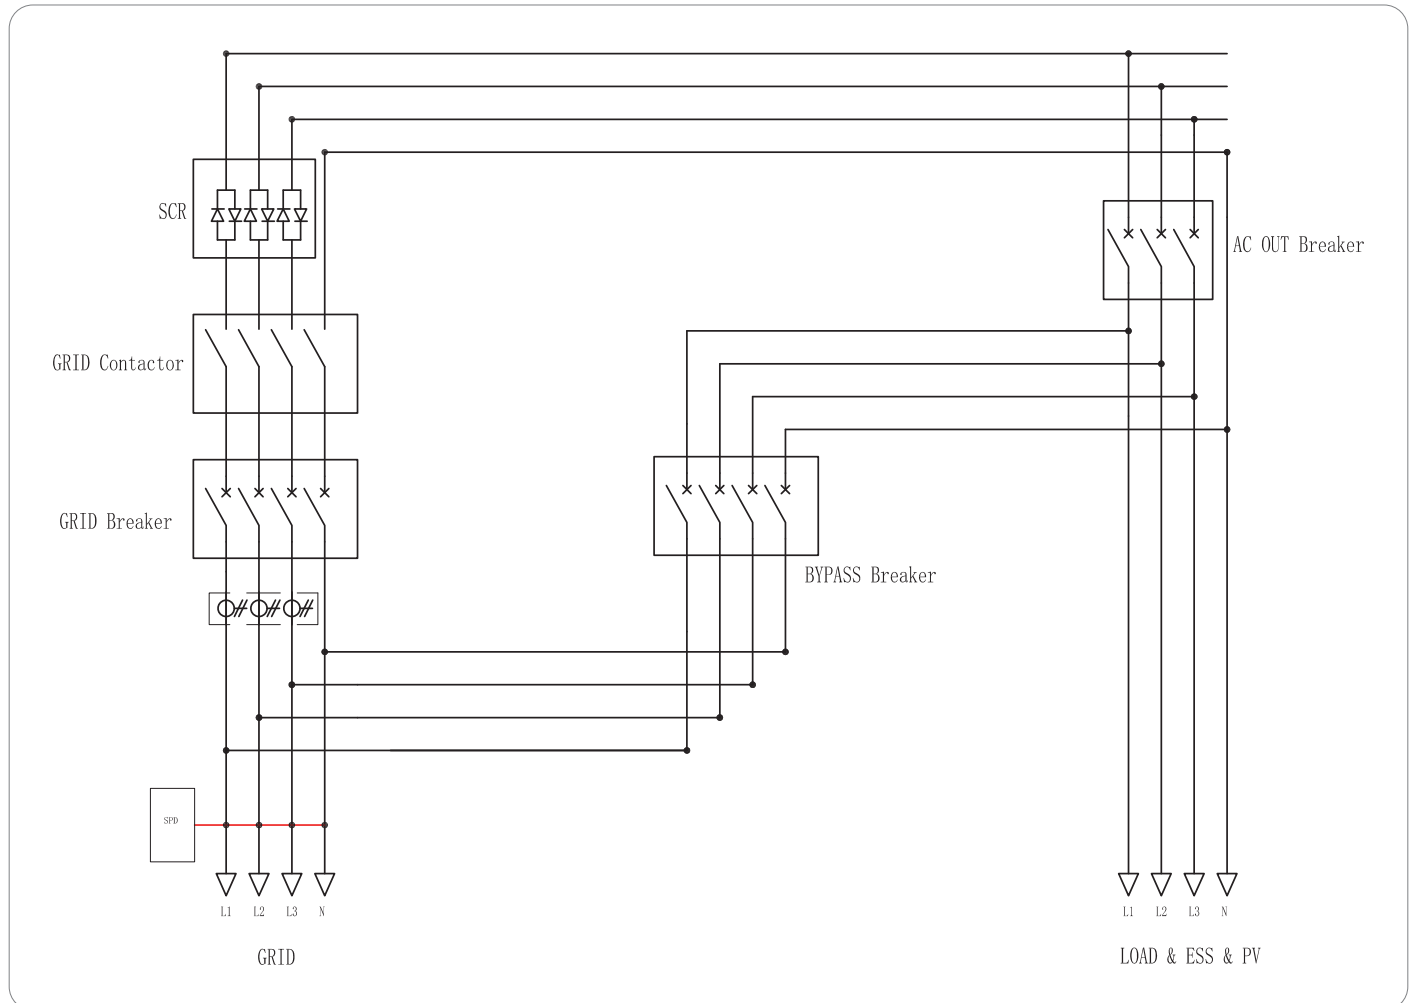 SCR
AC OUT Breaker
GRID Contactor
GRID Breaker
BYPASS Breaker
SPD
L1 L2 L3 N
L1 L2 L3 N
GRID
LOAD & ESS & PV